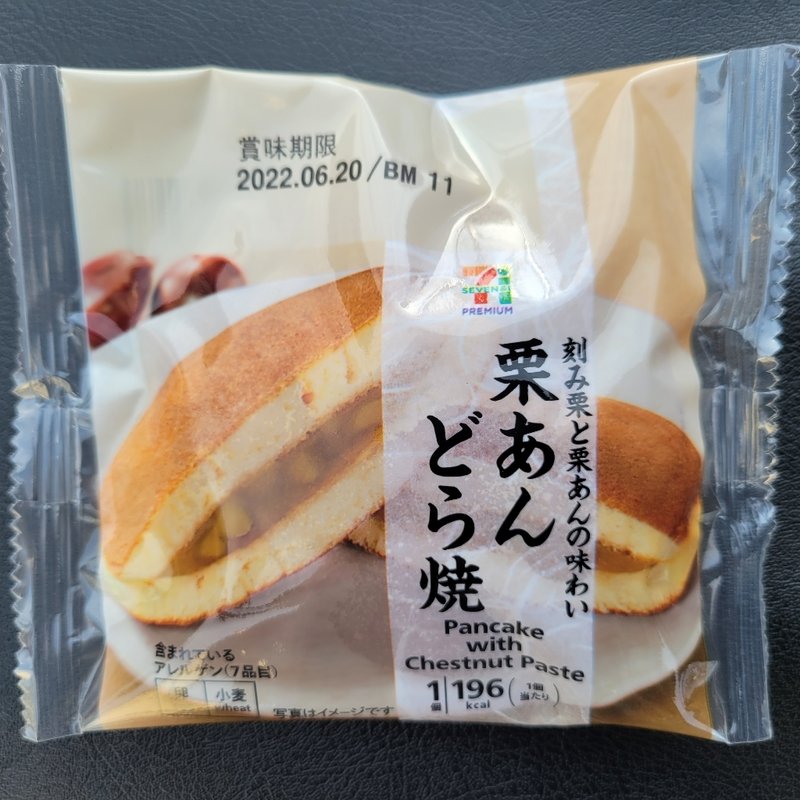 賞味期限
2022.06.20/BM 11
SEVEN&i
PREMIUM
刻み栗と栗あんの味わい
栗あん
どら焼
Pancake
with
Chestnut Paste
1個 196kcal (1個当たり)
含まれている
アレルゲン(7品目)
卵 小麦
wheat
写真はイメージです